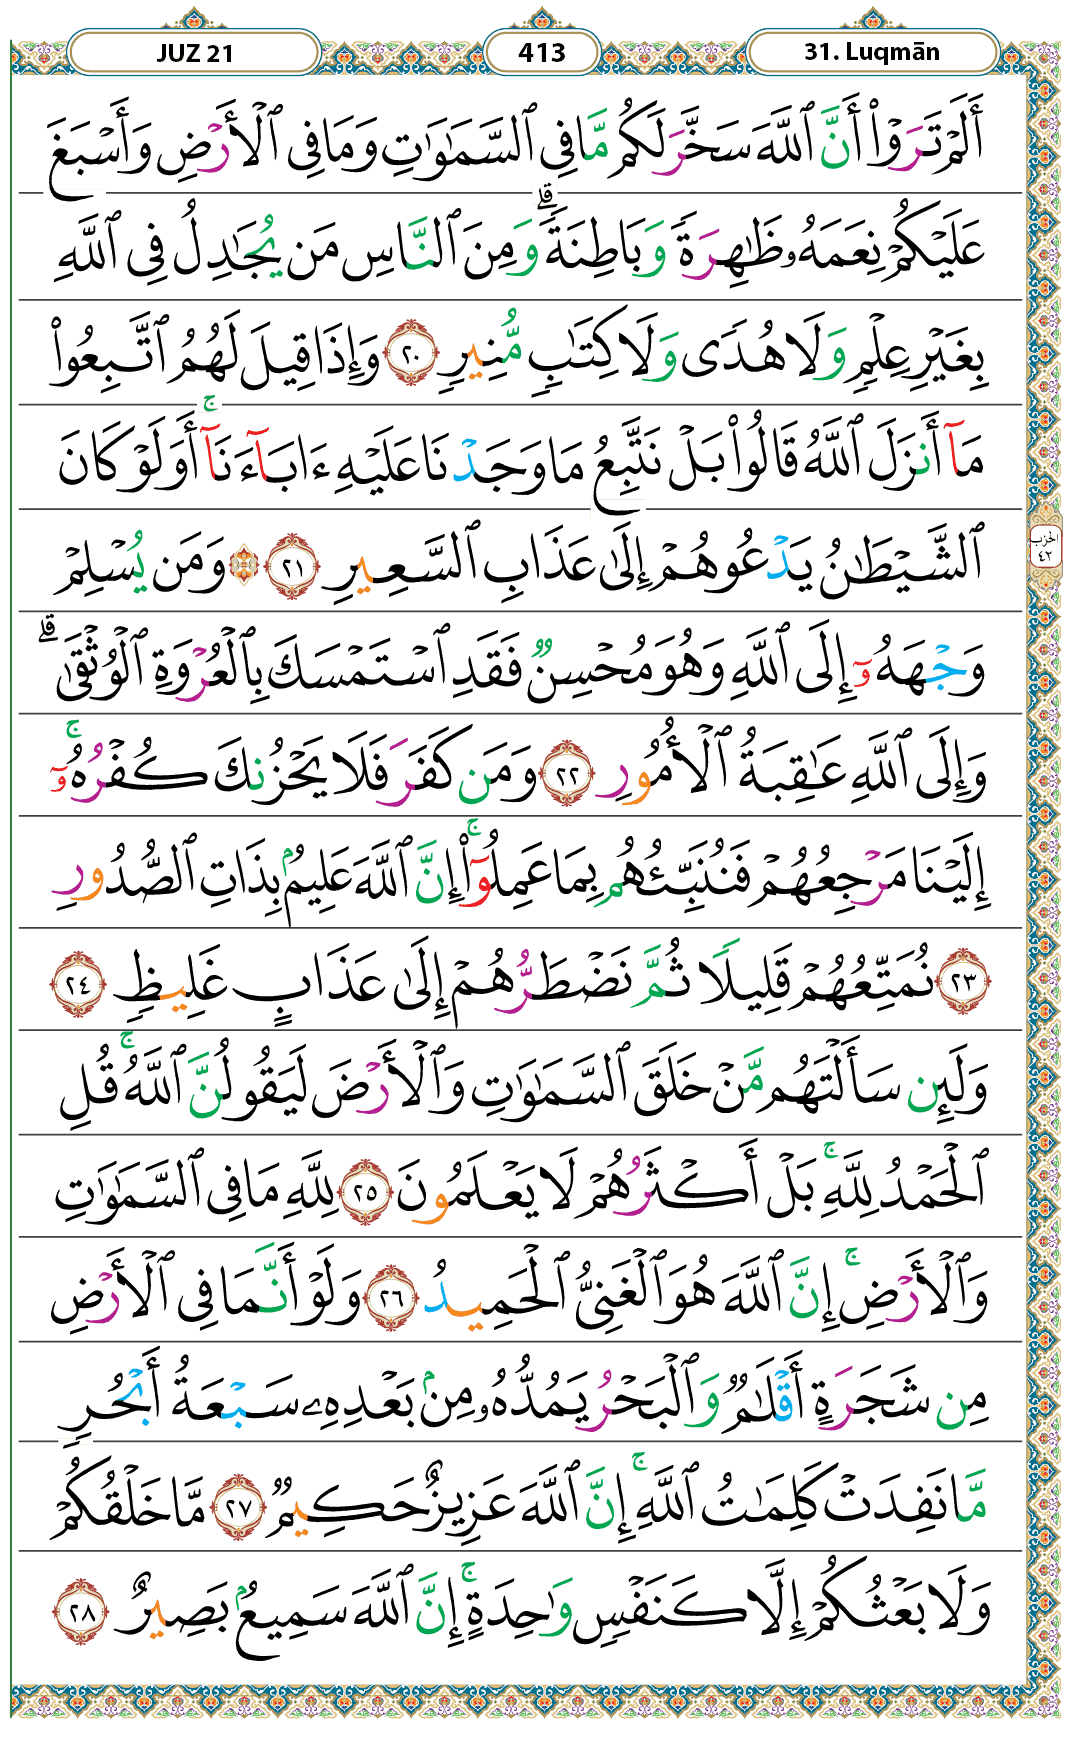 JUZ 21 413 31. Luqmān
أَلَمْ تَرَوْا۟ أَنَّ ٱللَّهَ سَخَّرَ لَكُم مَّا فِى ٱلسَّمَٰوَٰتِ وَمَا فِى ٱلْأَرْضِ وَأَسْبَغَ
عَلَيْكُمْ نِعَمَهُۥ ظَٰهِرَةً وَبَاطِنَةً ۗ وَمِنَ ٱلنَّاسِ مَن يُجَٰدِلُ فِى ٱللَّهِ
بِغَيْرِ عِلْمٍ وَلَا هُدًى وَلَا كِتَٰبٍ مُّنِيرٍ ٢٠ وَإِذَا قِيلَ لَهُمُ ٱتَّبِعُوا۟
مَآ أَنزَلَ ٱللَّهُ قَالُوا۟ بَلْ نَتَّبِعُ مَا وَجَدْنَا عَلَيْهِ ءَابَآءَنَآ ۚ أَوَلَوْ كَانَ
ٱلشَّيْطَٰنُ يَدْعُوهُمْ إِلَىٰ عَذَابِ ٱلسَّعِيرِ ٢١ ۞ وَمَن يُسْلِمْ
الحزب ٤٢
وَجْهَهُۥٓ إِلَى ٱللَّهِ وَهُوَ مُحْسِنٌ فَقَدِ ٱسْتَمْسَكَ بِٱلْعُرْوَةِ ٱلْوُثْقَىٰ ۗ
وَإِلَى ٱللَّهِ عَٰقِبَةُ ٱلْأُمُورِ ٢٢ وَمَن كَفَرَ فَلَا يَحْزُنكَ كُفْرُهُۥٓ ۚ
إِلَيْنَا مَرْجِعُهُمْ فَنُنَبِّئُهُم بِمَا عَمِلُوٓا۟ ۚ إِنَّ ٱللَّهَ عَلِيمٌۢ بِذَاتِ ٱلصُّدُورِ
٢٣ نُمَتِّعُهُمْ قَلِيلًا ثُمَّ نَضْطَرُّهُمْ إِلَىٰ عَذَابٍ غَلِيظٍ ٢٤
وَلَئِن سَأَلْتَهُم مَّنْ خَلَقَ ٱلسَّمَٰوَٰتِ وَٱلْأَرْضَ لَيَقُولُنَّ ٱللَّهُ ۚ قُلِ
ٱلْحَمْدُ لِلَّهِ ۚ بَلْ أَكْثَرُهُمْ لَا يَعْلَمُونَ ٢٥ لِلَّهِ مَا فِى ٱلسَّمَٰوَٰتِ
وَٱلْأَرْضِ ۚ إِنَّ ٱللَّهَ هُوَ ٱلْغَنِىُّ ٱلْحَمِيدُ ٢٦ وَلَوْ أَنَّمَا فِى ٱلْأَرْضِ
مِن شَجَرَةٍ أَقْلَٰمٌ وَٱلْبَحْرُ يَمُدُّهُۥ مِنۢ بَعْدِهِۦ سَبْعَةُ أَبْحُرٍ
مَّا نَفِدَتْ كَلِمَٰتُ ٱللَّهِ ۚ إِنَّ ٱللَّهَ عَزِيزٌ حَكِيمٌ ٢٧ مَّا خَلْقُكُمْ
وَلَا بَعْثُكُمْ إِلَّا كَنَفْسٍ وَٰحِدَةٍ ۚ إِنَّ ٱللَّهَ سَمِيعٌۢ بَصِيرٌ ٢٨